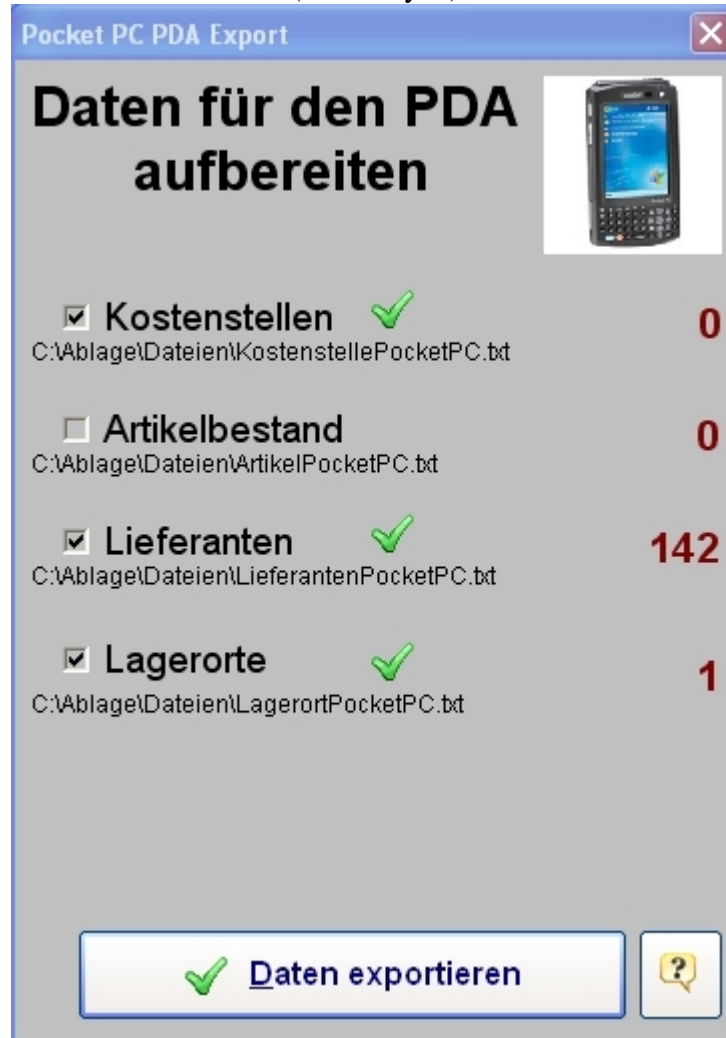 Pocket PC PDA Export
Daten für den PDA
aufbereiten
Kostenstellen
0
C:\Ablage\Dateien\KostenstellePocketPC.txt
Artikelbestand
0
C:\Ablage\Dateien\ArtikelPocketPC.txt
Lieferanten
142
C:\Ablage\Dateien\LieferantenPocketPC.txt
Lagerorte
1
C:\Ablage\Dateien\LagerortPocketPC.txt
Daten exportieren
?